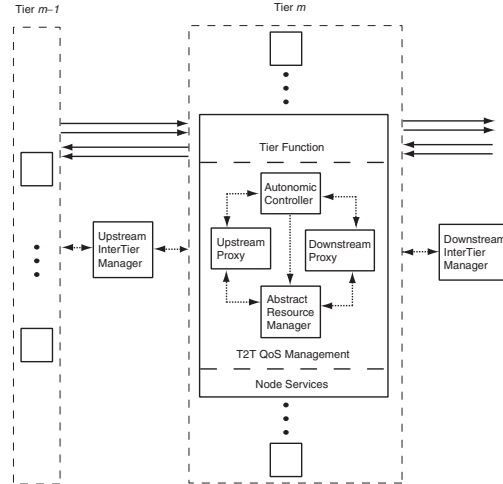 Tier m–1
Tier m
Tier Function
Autonomic
Controller
Upstream
InterTier
Manager
Upstream
Proxy
Downstream
Proxy
Downstream
InterTier
Manager
Abstract
Resource
Manager
T2T QoS Management
Node Services